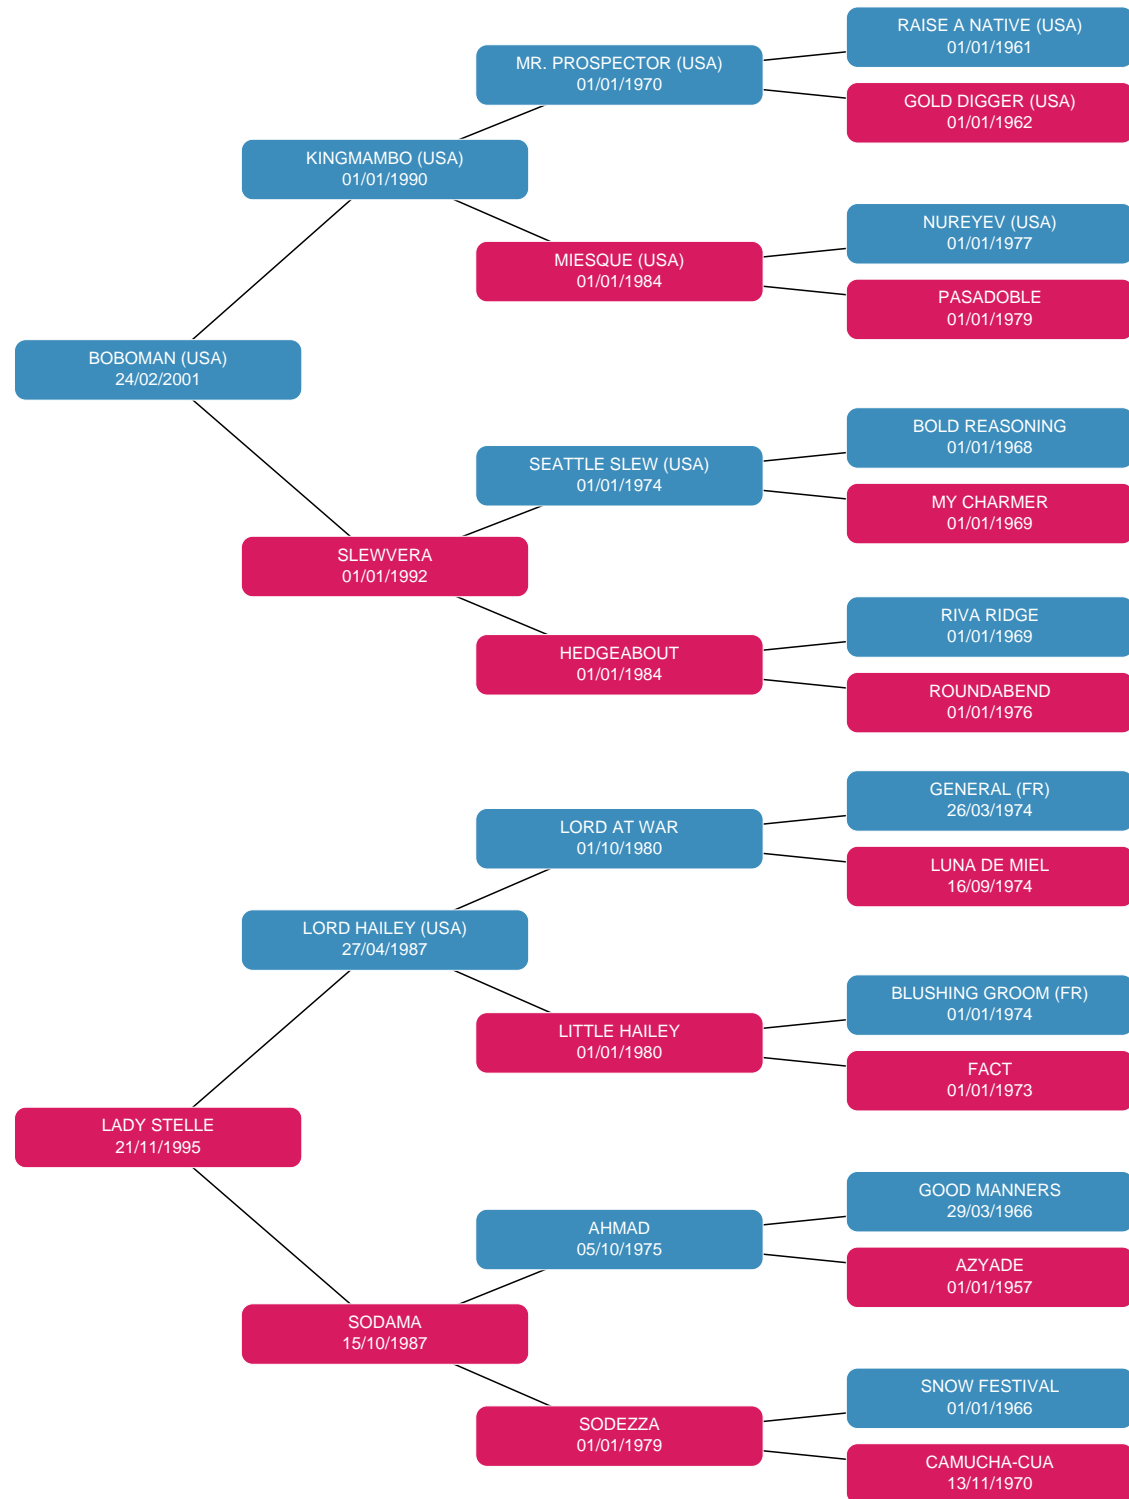 RAISE A NATIVE (USA)
01/01/1961
MR. PROSPECTOR (USA)
01/01/1970
GOLD DIGGER (USA)
01/01/1962
KINGMAMBO (USA)
01/01/1990
NUREYEV (USA)
01/01/1977
MIESQUE (USA)
01/01/1984
PASADOBLE
01/01/1979
BOBOMAN (USA)
24/02/2001
BOLD REASONING
01/01/1968
SEATTLE SLEW (USA)
01/01/1974
MY CHARMER
01/01/1969
SLEWVERA
01/01/1992
RIVA RIDGE
01/01/1969
HEDGEABOUT
01/01/1984
ROUNDABEND
01/01/1976
GENERAL (FR)
26/03/1974
LORD AT WAR
01/10/1980
LUNA DE MIEL
16/09/1974
LORD HAILEY (USA)
27/04/1987
BLUSHING GROOM (FR)
01/01/1974
LITTLE HAILEY
01/01/1980
FACT
01/01/1973
LADY STELLE
21/11/1995
GOOD MANNERS
29/03/1966
AHMAD
05/10/1975
AZYADE
01/01/1957
SODAMA
15/10/1987
SNOW FESTIVAL
01/01/1966
SODEZZA
01/01/1979
CAMUCHA-CUA
13/11/1970